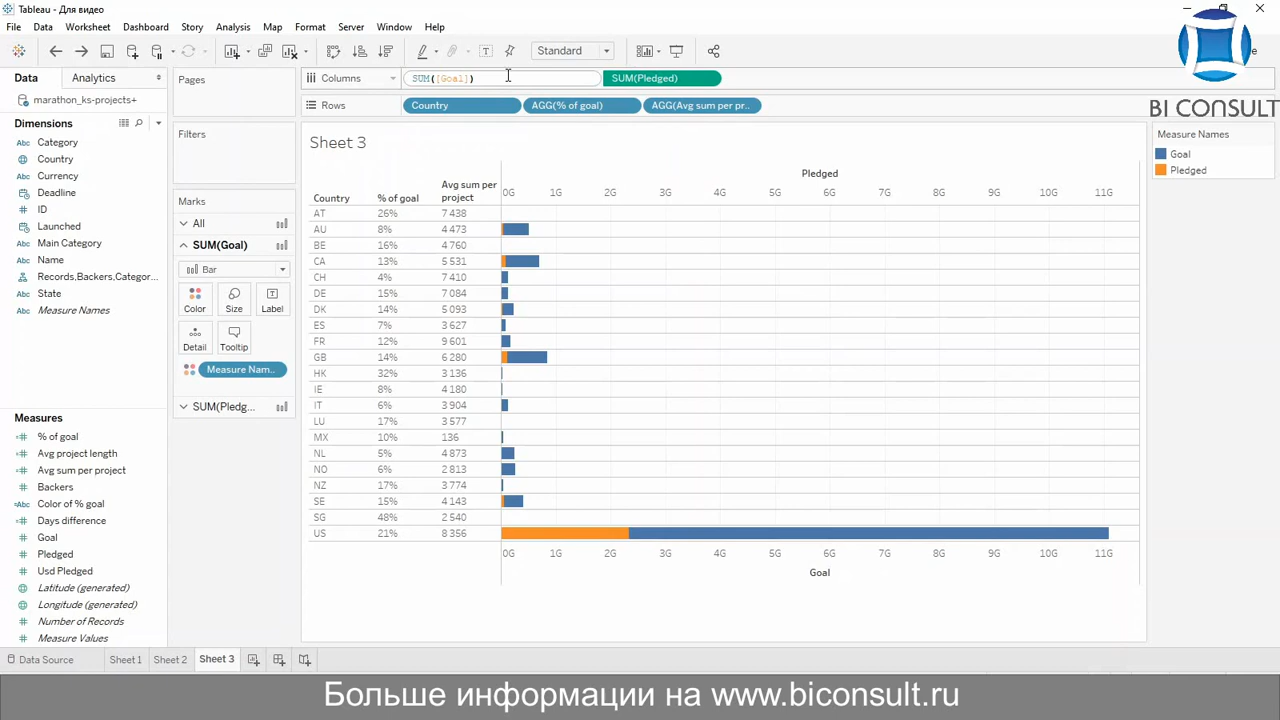 Tableau - Для видео
File Data Worksheet Dashboard Story Analysis Map Format Server Window Help
Standard
Data Analytics
marathon_ks-projects+
Dimensions
Category
Country
Currency
Deadline
ID
Launched
Main Category
Name
Records,Backers,Categor...
State
Measure Names
Measures
% of goal
Avg project length
Avg sum per project
Backers
Color of % goal
Days difference
Goal
Pledged
Usd Pledged
Latitude (generated)
Longitude (generated)
Number of Records
Measure Values
Pages
Filters
Marks
All
SUM(Goal)
Bar
Color Size Label
Detail Tooltip
Measure Nam..
SUM(Pledg...
Columns SUM([Goal]) SUM(Pledged)
Rows Country AGG(% of goal) AGG(Avg sum per pr..
Sheet 3
Pledged
0G 1G 2G 3G 4G 5G 6G 7G 8G 9G 10G 11G
Country % of goal Avg sum per project
AT 26% 7 438
AU 8% 4 473
BE 16% 4 760
CA 13% 5 531
CH 4% 7 410
DE 15% 7 084
DK 14% 5 093
ES 7% 3 627
FR 12% 9 601
GB 14% 6 280
HK 32% 3 136
IE 8% 4 180
IT 6% 3 904
LU 17% 3 577
MX 10% 136
NL 5% 4 873
NO 6% 2 813
NZ 17% 3 774
SE 15% 4 143
SG 48% 2 540
US 21% 8 356
0G 1G 2G 3G 4G 5G 6G 7G 8G 9G 10G 11G
Goal
BI CONSULT
Measure Names
Goal
Pledged
Data Source Sheet 1 Sheet 2 Sheet 3
Больше информации на www.biconsult.ru